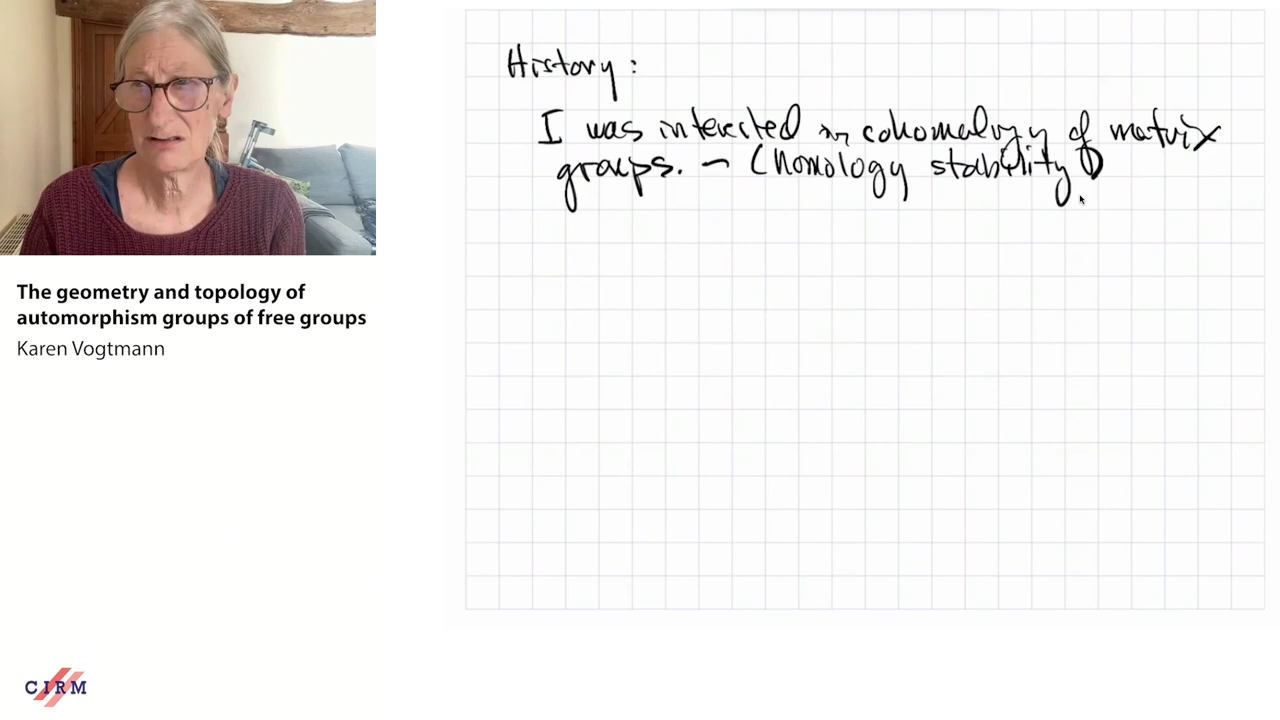 History:
I was interested in cohomology of matrix
groups. – (homology stability)
The geometry and topology of
automorphism groups of free groups
Karen Vogtmann
CIRM